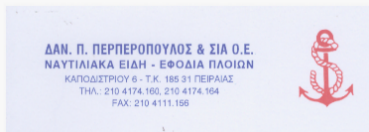 ΔΑΝ. Π. ΠΕΡΠΕΡΟΠΟΥΛΟΣ & ΣΙΑ Ο.Ε.
ΝΑΥΤΙΛΙΑΚΑ ΕΙΔΗ - ΕΦΟΔΙΑ ΠΛΟΙΩΝ
ΚΑΠΟΔΙΣΤΡΙΟΥ 6 - Τ.Κ. 185 31 ΠΕΙΡΑΙΑΣ
ΤΗΛ.: 210 4174.160, 210 4174.164
FAX: 210 4111.156